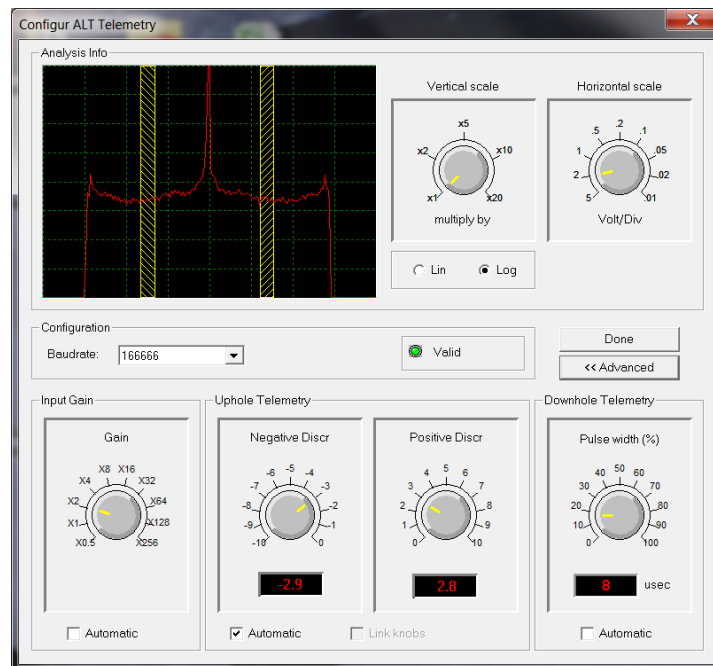 Configur ALT Telemetry
Analysis Info
Vertical scale
x1
x2
x5
x10
x20
multiply by
Horizontal scale
5
2
1
.5
.2
.1
.05
.02
.01
Volt/Div
Lin
Log
Configuration
Baudrate:
166666
Valid
Done
<< Advanced
Input Gain
Gain
X0.5
X1
X2
X4
X8
X16
X32
X64
X128
X256
Automatic
Uphole Telemetry
Negative Discr
-10
-9
-8
-7
-6
-5
-4
-3
-2
-1
0
-2.9
Automatic
Positive Discr
0
1
2
3
4
5
6
7
8
9
10
2.8
Link knobs
Downhole Telemetry
Pulse width (%)
0
10
20
30
40
50
60
70
80
90
100
8
usec
Automatic